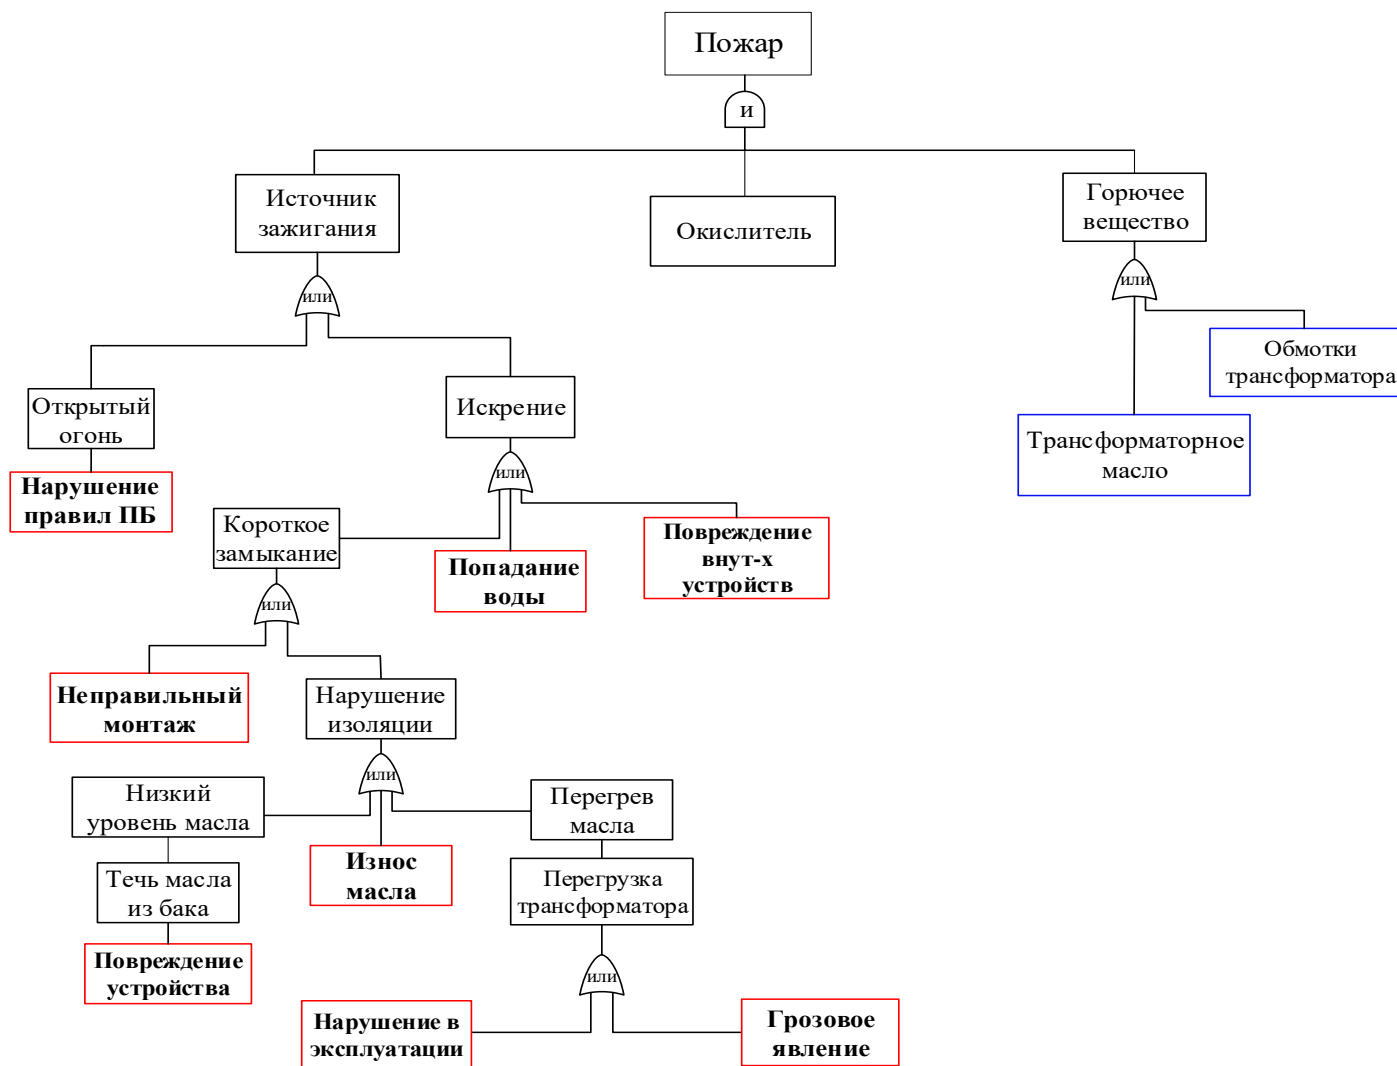 Пожар
и
Источник
зажигания
Окислитель
Горючее
вещество
или
или
Обмотки
трансформатора
Открытый
огонь
Искрение
Трансформаторное
масло
Нарушение
правил ПБ
или
Короткое
замыкание
Попадание
воды
Повреждение
внут-х
устройств
или
Неправильный
монтаж
Нарушение
изоляции
или
Низкий
уровень масла
Перегрев
масла
Износ
масла
Течь масла
из бака
Перегрузка
трансформатора
Повреждение
устройства
или
Нарушение в
эксплуатации
Грозовое
явление